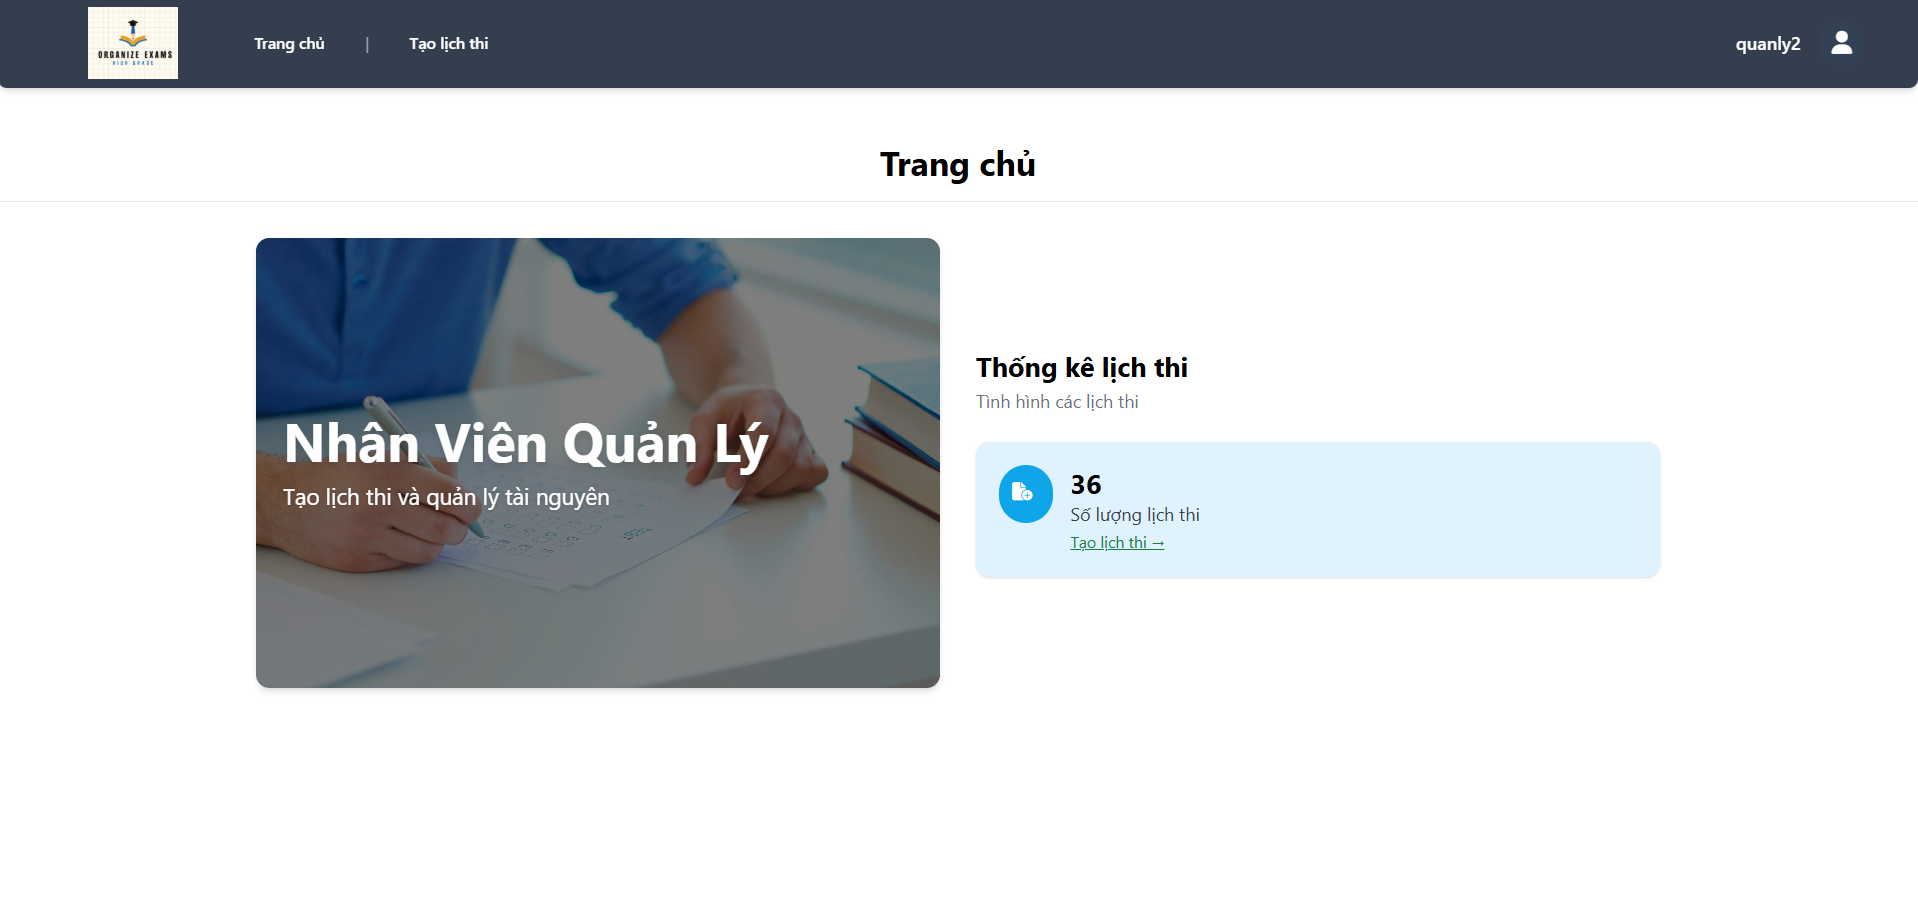 ORGANIZE EXAMS
HIGH GRADE
Trang chủ | Tạo lịch thi
quanly2
Trang chủ
Nhân Viên Quản Lý
Tạo lịch thi và quản lý tài nguyên
Thống kê lịch thi
Tình hình các lịch thi
36
Số lượng lịch thi
Tạo lịch thi →